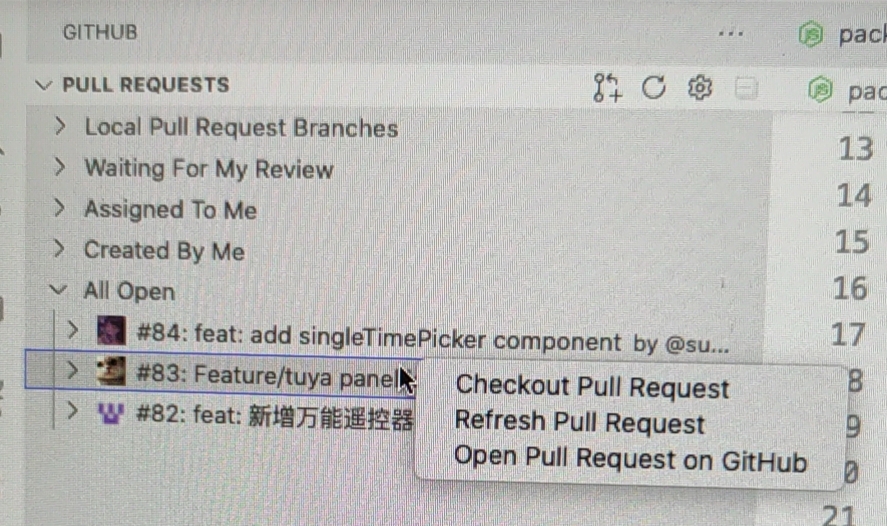 GITHUB
...
pack
PULL REQUESTS
pac
Local Pull Request Branches
13
Waiting For My Review
14
Assigned To Me
15
Created By Me
16
All Open
17
#84: feat: add singleTimePicker component by @su...
#83: Feature/tuya panel
8
#82: feat: 新增万能遥控器
9
0
21
Checkout Pull Request
Refresh Pull Request
Open Pull Request on GitHub